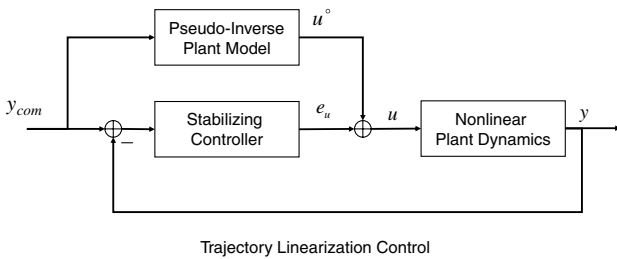 Pseudo-Inverse
Plant Model
u°
y_com
Stabilizing
Controller
e_u
u
Nonlinear
Plant Dynamics
y
−
Trajectory Linearization Control